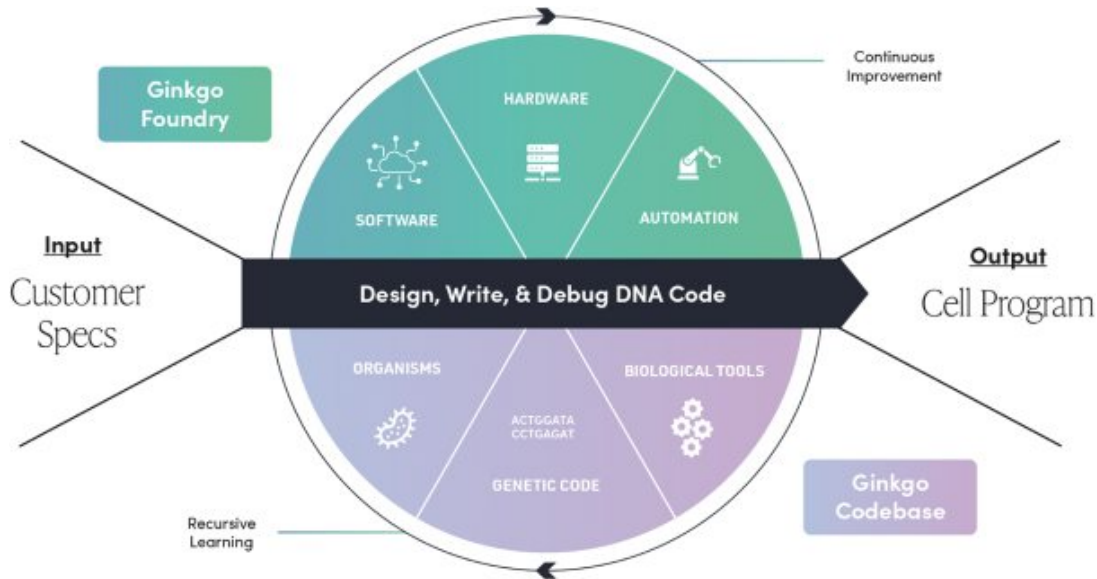 Ginkgo
Foundry
Continuous
Improvement
HARDWARE
SOFTWARE
AUTOMATION
Input
Customer
Specs
Design, Write, & Debug DNA Code
Output
Cell Program
ORGANISMS
BIOLOGICAL TOOLS
ACTGGATA
CCTGAGAT
GENETIC CODE
Ginkgo
Codebase
Recursive
Learning